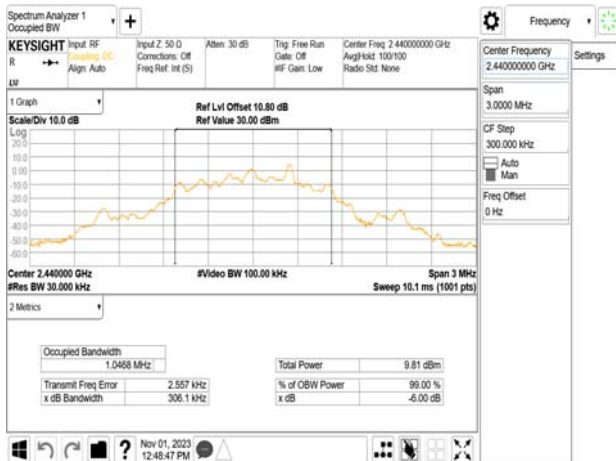 Spectrum Analyzer 1
Occupied BW
Frequency
KEYSIGHT
R
Input: RF
Coupling: DC
Align: Auto
Input Z: 50 Ω
Corrections: Off
Freq Ref: Int (S)
Atten: 30 dB
Trig: Free Run
Gate: Off
#IF Gain: Low
Center Freq: 2.440000000 GHz
Avg|Hold: 100/100
Radio Std: None
LXI
Center Frequency
2.440000000 GHz
Settings
Span
3.0000 MHz
CF Step
300.000 kHz
Auto
Man
Freq Offset
0 Hz
1 Graph
Scale/Div 10.0 dB
Ref Lvl Offset 10.80 dB
Ref Value 30.00 dBm
Log
20.0
10.0
0.00
-10.0
-20.0
-30.0
-40.0
-50.0
-60.0
Center 2.440000 GHz
#Video BW 100.00 kHz
Span 3 MHz
#Res BW 30.000 kHz
Sweep 10.1 ms (1001 pts)
2 Metrics
Occupied Bandwidth
1.0468 MHz
Total Power 9.81 dBm
Transmit Freq Error 2.557 kHz
% of OBW Power 99.00 %
x dB Bandwidth 306.1 kHz
x dB -6.00 dB
Nov 01, 2023
12:48:47 PM